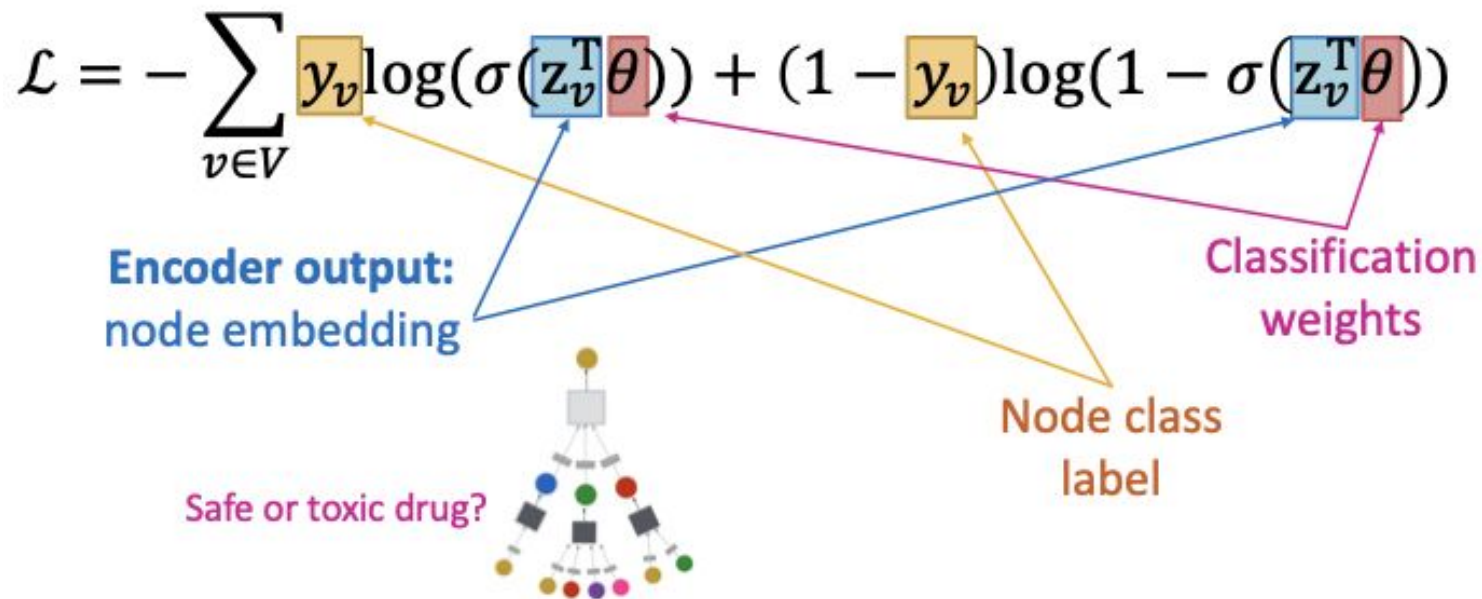 ℒ = − ∑_{v∈V} y_v log(σ(z_v^T θ)) + (1 − y_v)log(1 − σ(z_v^T θ))
Encoder output:
node embedding
Classification
weights
Node class
label
Safe or toxic drug?